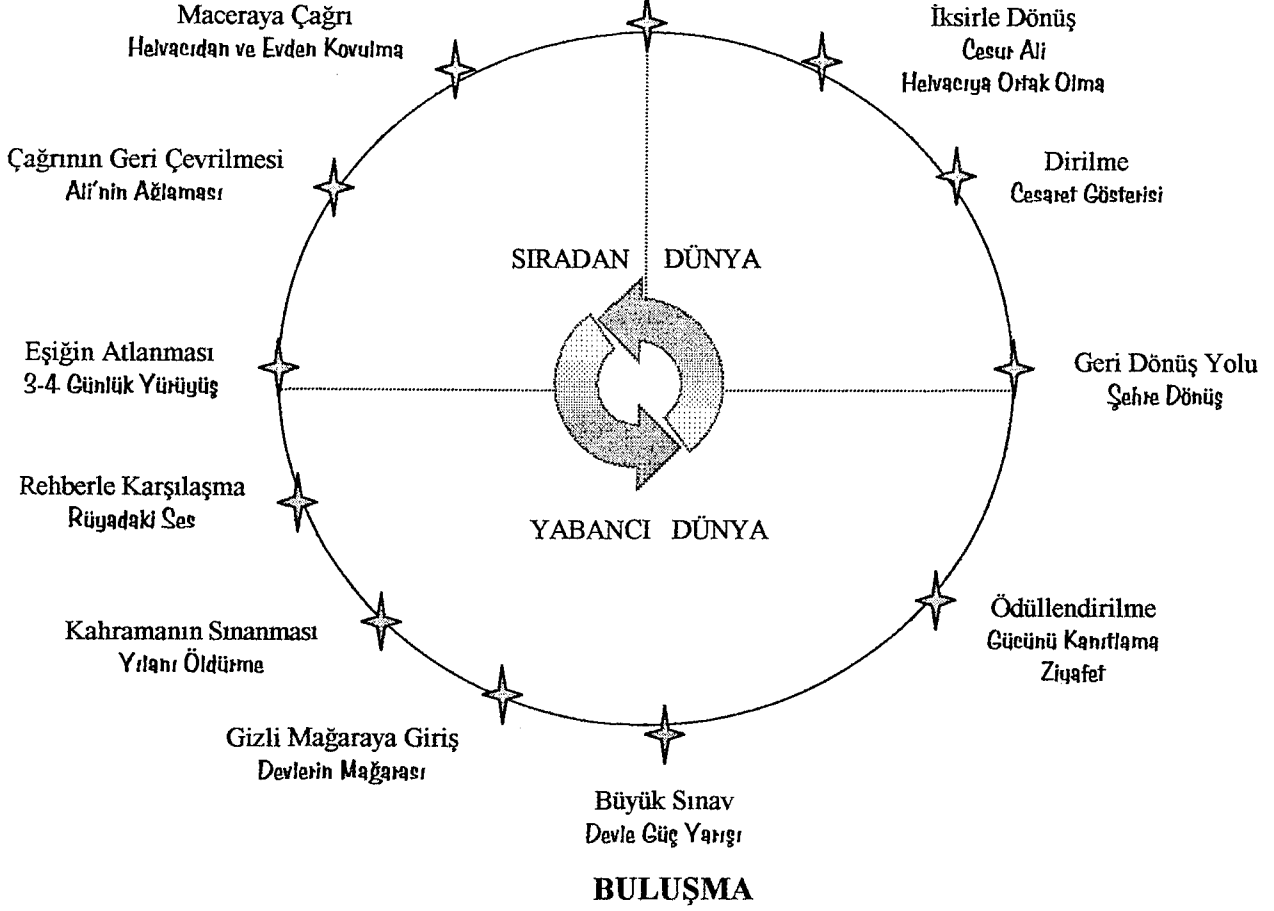 Maceraya Çağrı
Helvacıdan ve Evden Kovulma
İksirle Dönüş
Cesur Ali
Helvacıya Ortak Olma
Çağrının Geri Çevrilmesi
Ali'nin Ağlaması
Dirilme
Cesaret Gösterisi
SIRADAN DÜNYA
Eşiğin Atlanması
3-4 Günlük Yürüyüş
Geri Dönüş Yolu
Şehre Dönüş
Rehberle Karşılaşma
Rüyadaki Ses
YABANCI DÜNYA
Kahramanın Sınanması
Yılanı Öldürme
Ödüllendirilme
Gücünü Kanıtlama
Ziyafet
Gizli Mağaraya Giriş
Devlerin Mağarası
Büyük Sınav
Devle Güç Yarışı
BULUŞMA